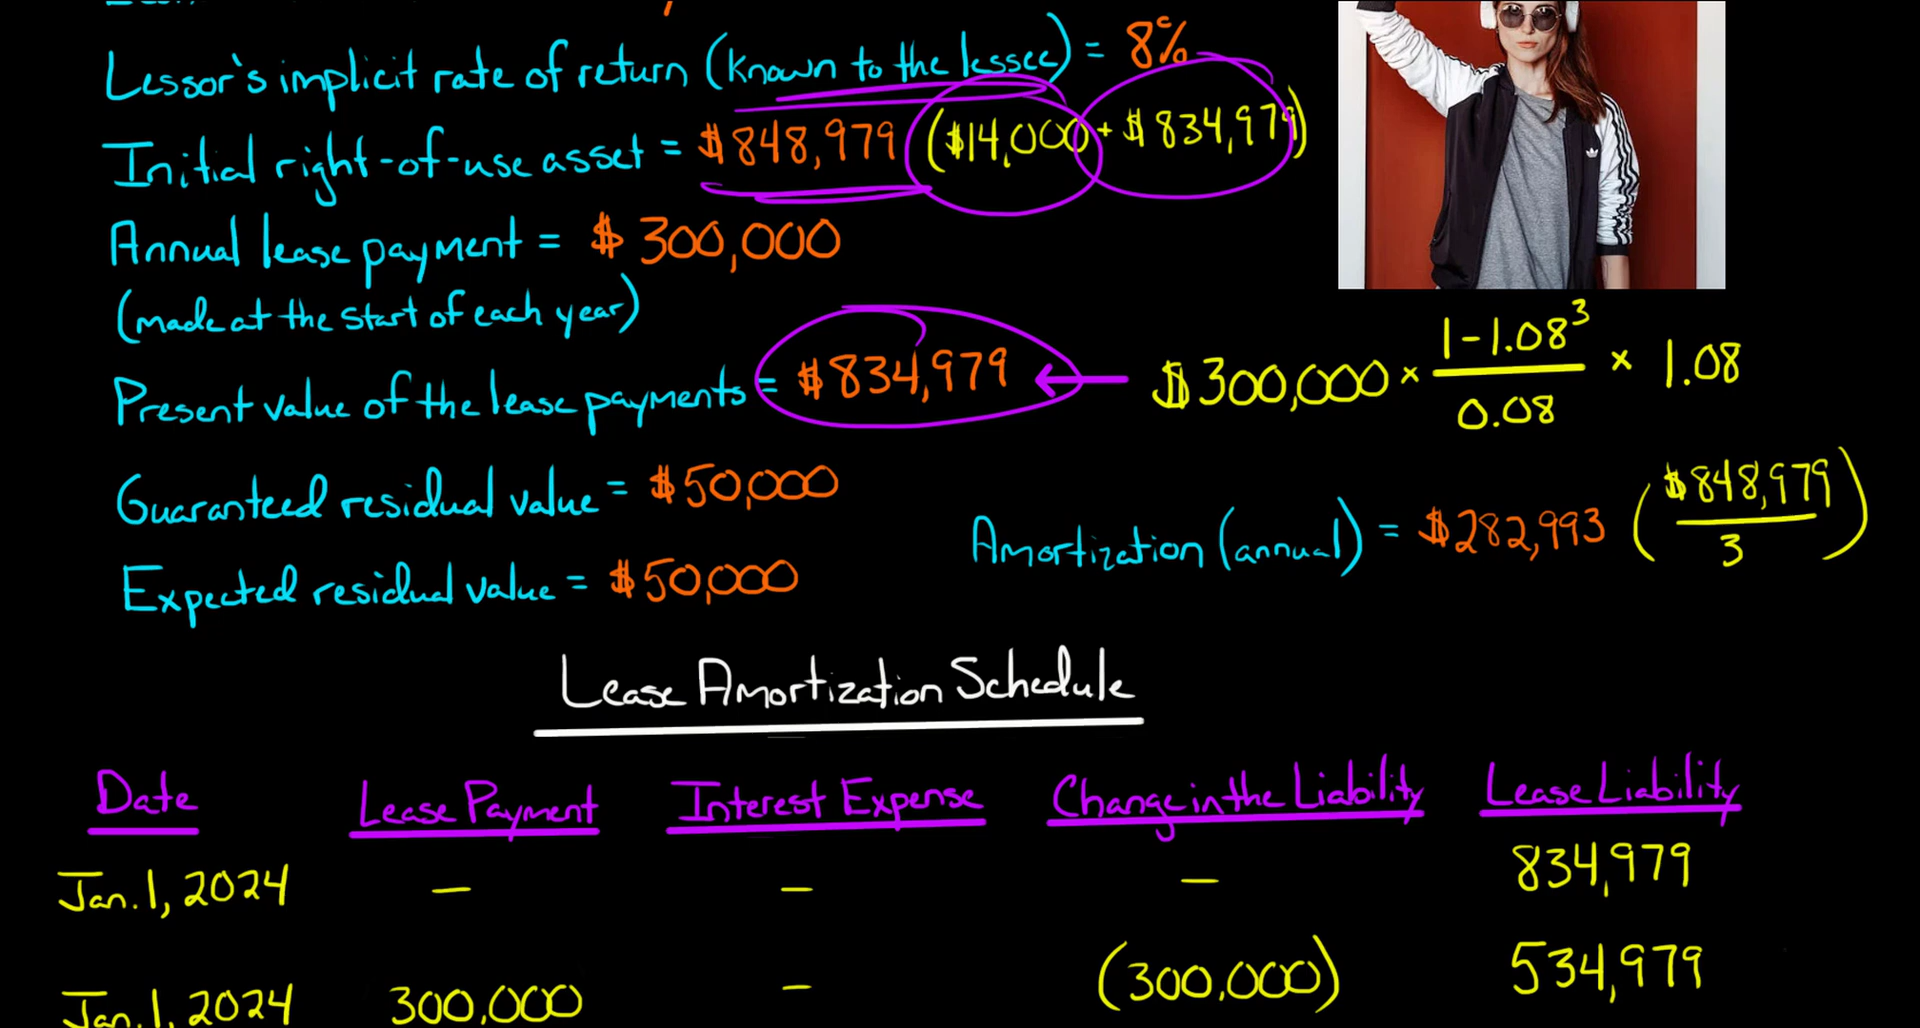 Lessor's implicit rate of return (known to the lessee) = 8%
Initial right-of-use asset = $848,979 ($14,000 + $834,979)
Annual lease payment = $300,000
(made at the start of each year)
Present value of the lease payments = $834,979 ← $300,000 × 1-1.08³ / 0.08 × 1.08
Guaranteed residual value = $50,000
Amortization (annual) = $282,993 ($848,979 / 3)
Expected residual value = $50,000
Lease Amortization Schedule
Date Lease Payment Interest Expense Change in the Liability Lease Liability
Jan. 1, 2024 – – – 834,979
Jan. 1, 2024 300,000 – (300,000) 534,979